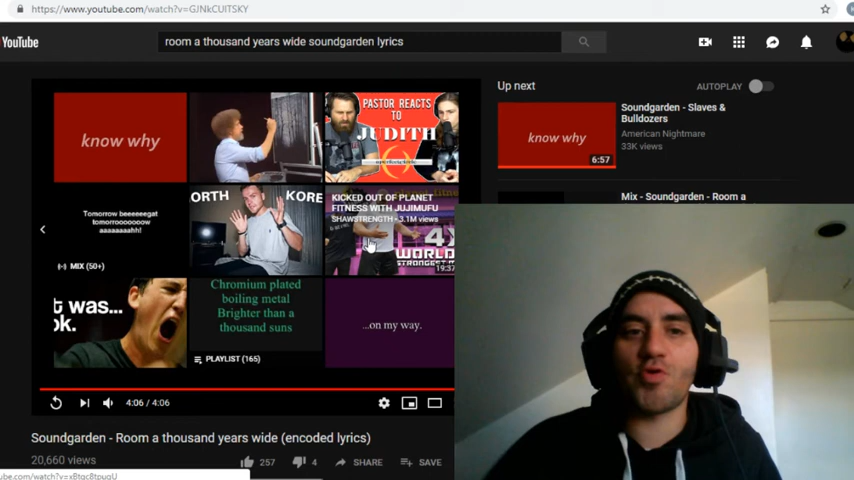 https://www.youtube.com/watch?v=GJNkCUITSKY
YouTube
room a thousand years wide soundgarden lyrics
know why
PASTOR REACTS
TO
JUDITH
Up next
AUTOPLAY
know why
6:57
Soundgarden - Slaves &
Bulldozers
American Nightmare
33K views
Mix - Soundgarden - Room a
Tomorrow beeeeeegat
tomorrooooooow
aaaaaaaah!
MIX (50+)
ORTH
KORE
KICKED OUT OF PLANET
FITNESS WITH JUJIMUFU
SHAWSTRENGTH • 3.1M views
4X
WORLD
STRONGEST
19:37
t was...
ok.
Chromium plated
boiling metal
Brighter than a
thousand suns
PLAYLIST (165)
...on my way.
4:06 / 4:06
Soundgarden - Room a thousand years wide (encoded lyrics)
20,660 views
257
4
SHARE
SAVE